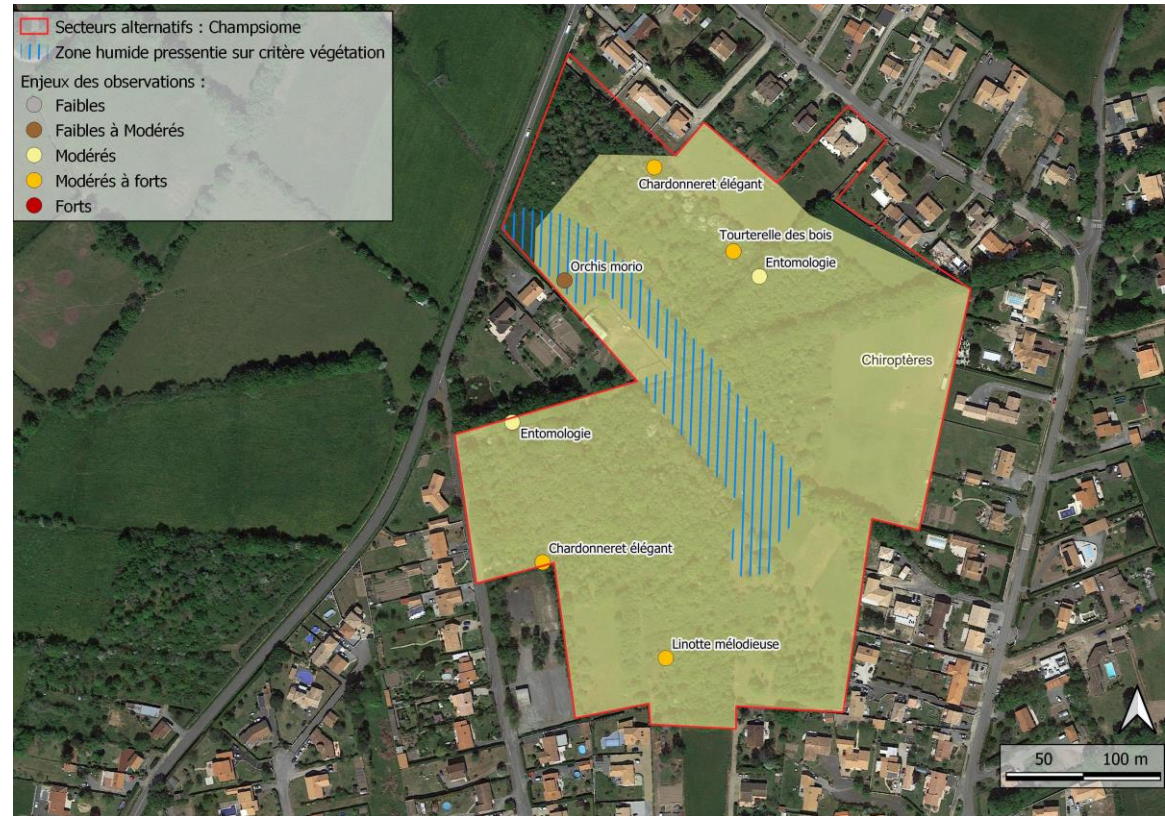 Secteurs alternatifs : Champsiome
Zone humide pressentie sur critère végétation
Enjeux des observations :
Faibles
Faibles à Modérés
Modérés
Modérés à forts
Forts
Chardonneret élégant
Tourterelle des bois
Orchis morio
Entomologie
Chiroptères
Entomologie
Chardonneret élégant
Linotte mélodieuse
50 100 m